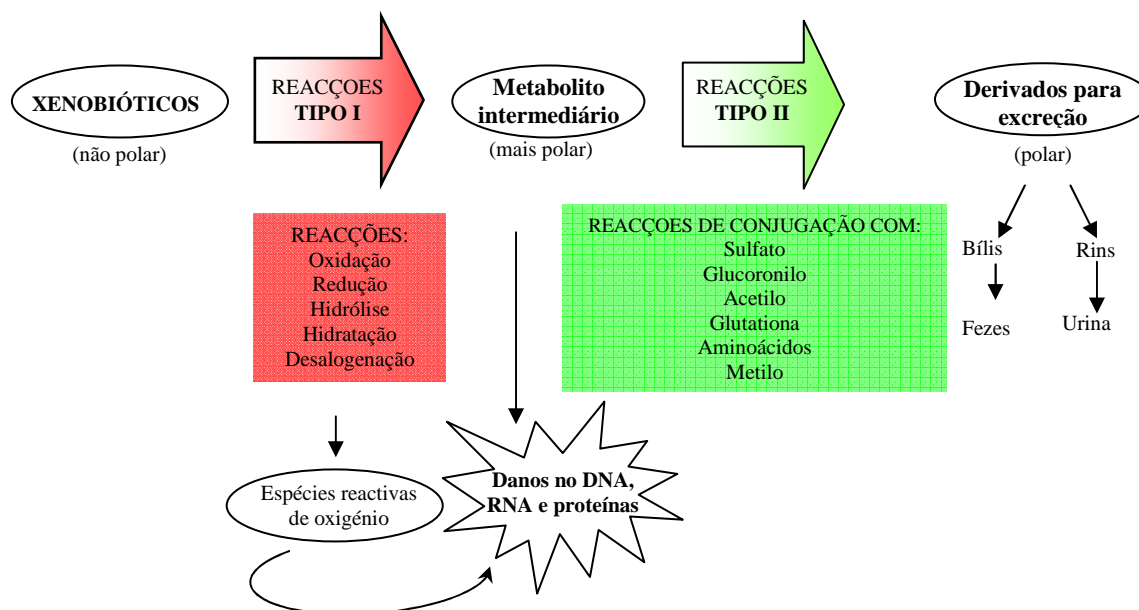 XENOBIÓTICOS
(não polar)
REACÇOES
TIPO I
Metabolito
intermediário
(mais polar)
REACÇÕES
TIPO II
Derivados para
excreção
(polar)
REACÇÕES:
Oxidação
Redução
Hidrólise
Hidratação
Desalogenação
REACÇOES DE CONJUGAÇÃO COM:
Sulfato
Glucoronilo
Acetilo
Glutationa
Aminoácidos
Metilo
Bílis
Rins
Fezes
Urina
Espécies reactivas
de oxigénio
Danos no DNA,
RNA e proteínas